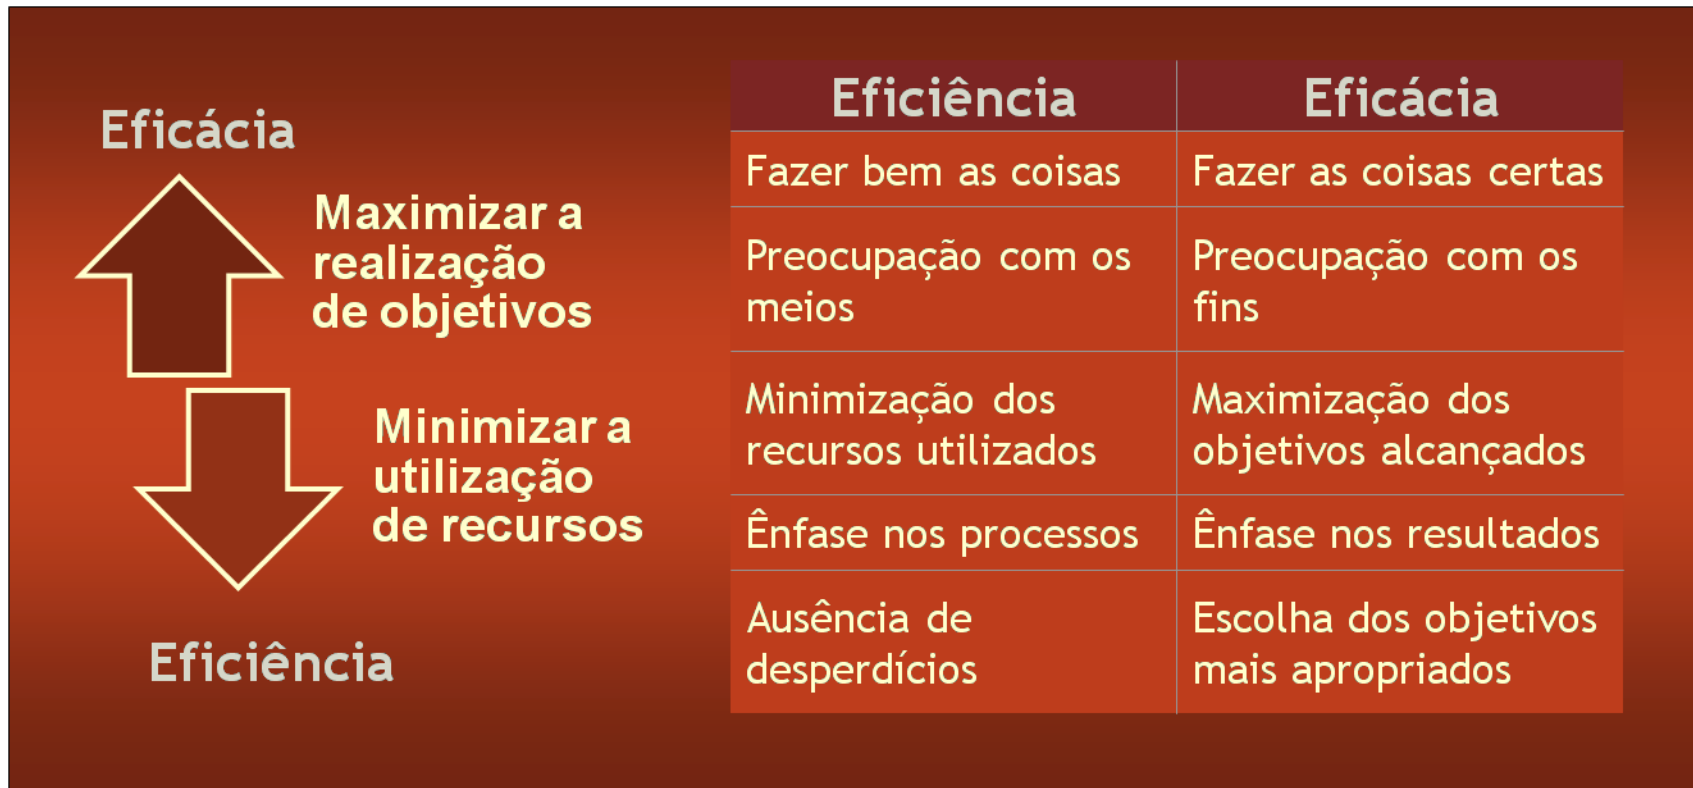 Eficácia
Maximizar a
realização
de objetivos
Minimizar a
utilização
de recursos
Eficiência
Eficiência
Eficácia
Fazer bem as coisas
Fazer as coisas certas
Preocupação com os
meios
Preocupação com os
fins
Minimização dos
recursos utilizados
Maximização dos
objetivos alcançados
Ênfase nos processos
Ênfase nos resultados
Ausência de
desperdícios
Escolha dos objetivos
mais apropriados